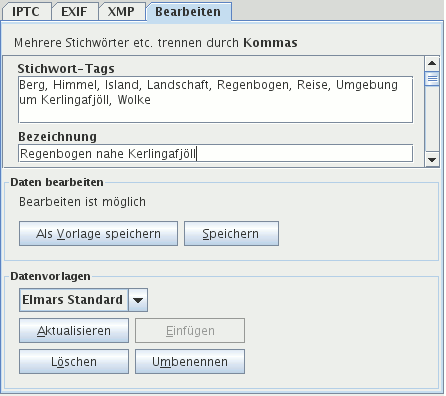 IPTC EXIF XMP Bearbeiten
Mehrere Stichwörter etc. trennen durch Kommas
Stichwort-Tags
Berg, Himmel, Island, Landschaft, Regenbogen, Reise, Umgebung
um Kerlingafjöll, Wolke
Bezeichnung
Regenbogen nahe Kerlingafjöll
Daten bearbeiten
Bearbeiten ist möglich
Als Vorlage speichern Speichern
Datenvorlagen
Elmars Standard
Aktualisieren Einfügen
Löschen Umbenennen